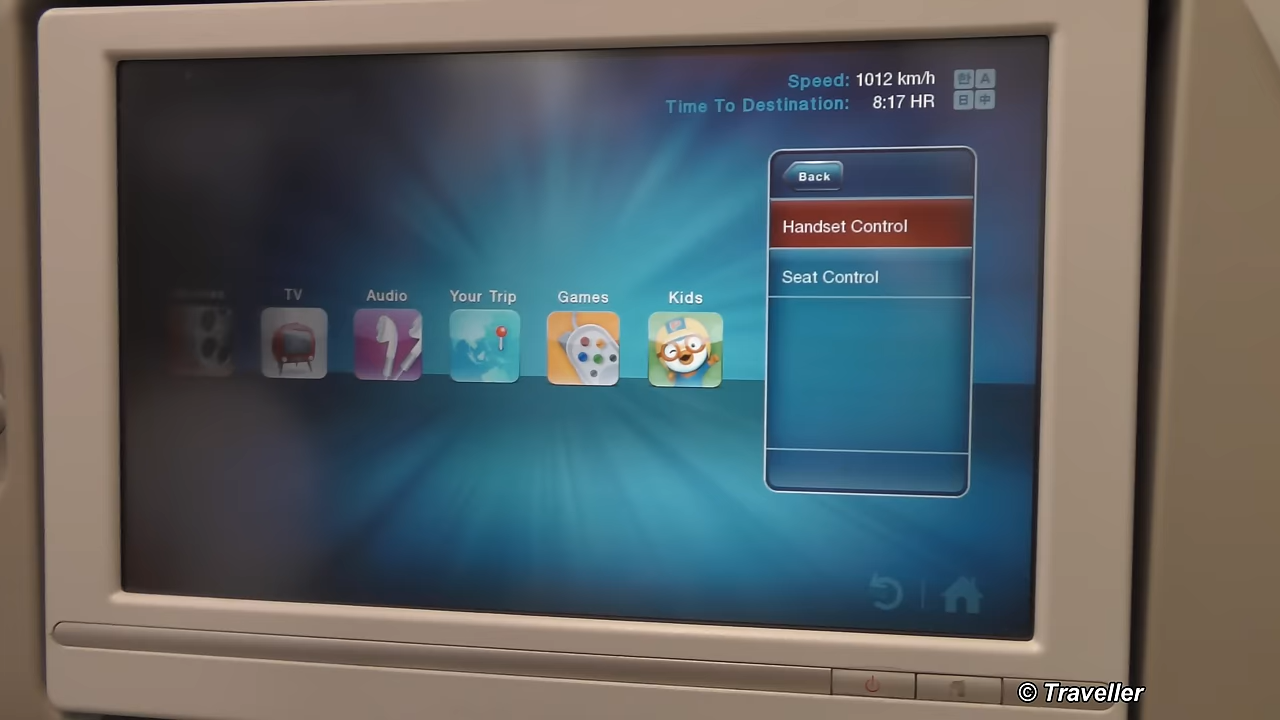 Speed: 1012 km/h
Time To Destination: 8:17 HR
한 A
日 中
Back
Handset Control
Seat Control
TV
Audio
Your Trip
Games
Kids
© Traveller